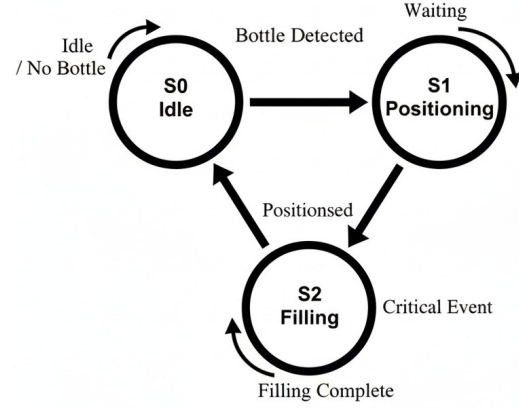 Waiting
Bottle Detected
Idle
/ No Bottle
S0
Idle
S1
Positioning
Positionsed
S2
Filling
Critical Event
Filling Complete